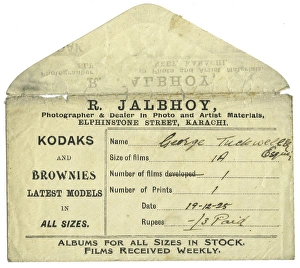 R. JALBHOY,
Photographer & Dealer in Photo and Artist Materials,
ELPHINSTONE STREET, KARACHI.
KODAKS
AND
BROWNIES
LATEST MODELS
IN
ALL SIZES.
Name George Tuckwell
Esquire
Size of films 1A
Number of films developed 1
Number of Prints 1
Date 19-12-25
Rupees -/3 Paid
ALBUMS FOR ALL SIZES IN STOCK.
FILMS RECEIVED WEEKLY.